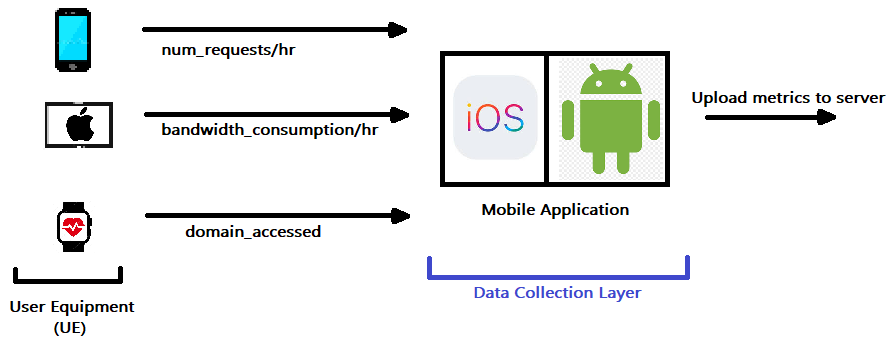 num_requests/hr
bandwidth_consumption/hr
domain_accessed
User Equipment
(UE)
iOS
Mobile Application
Data Collection Layer
Upload metrics to server